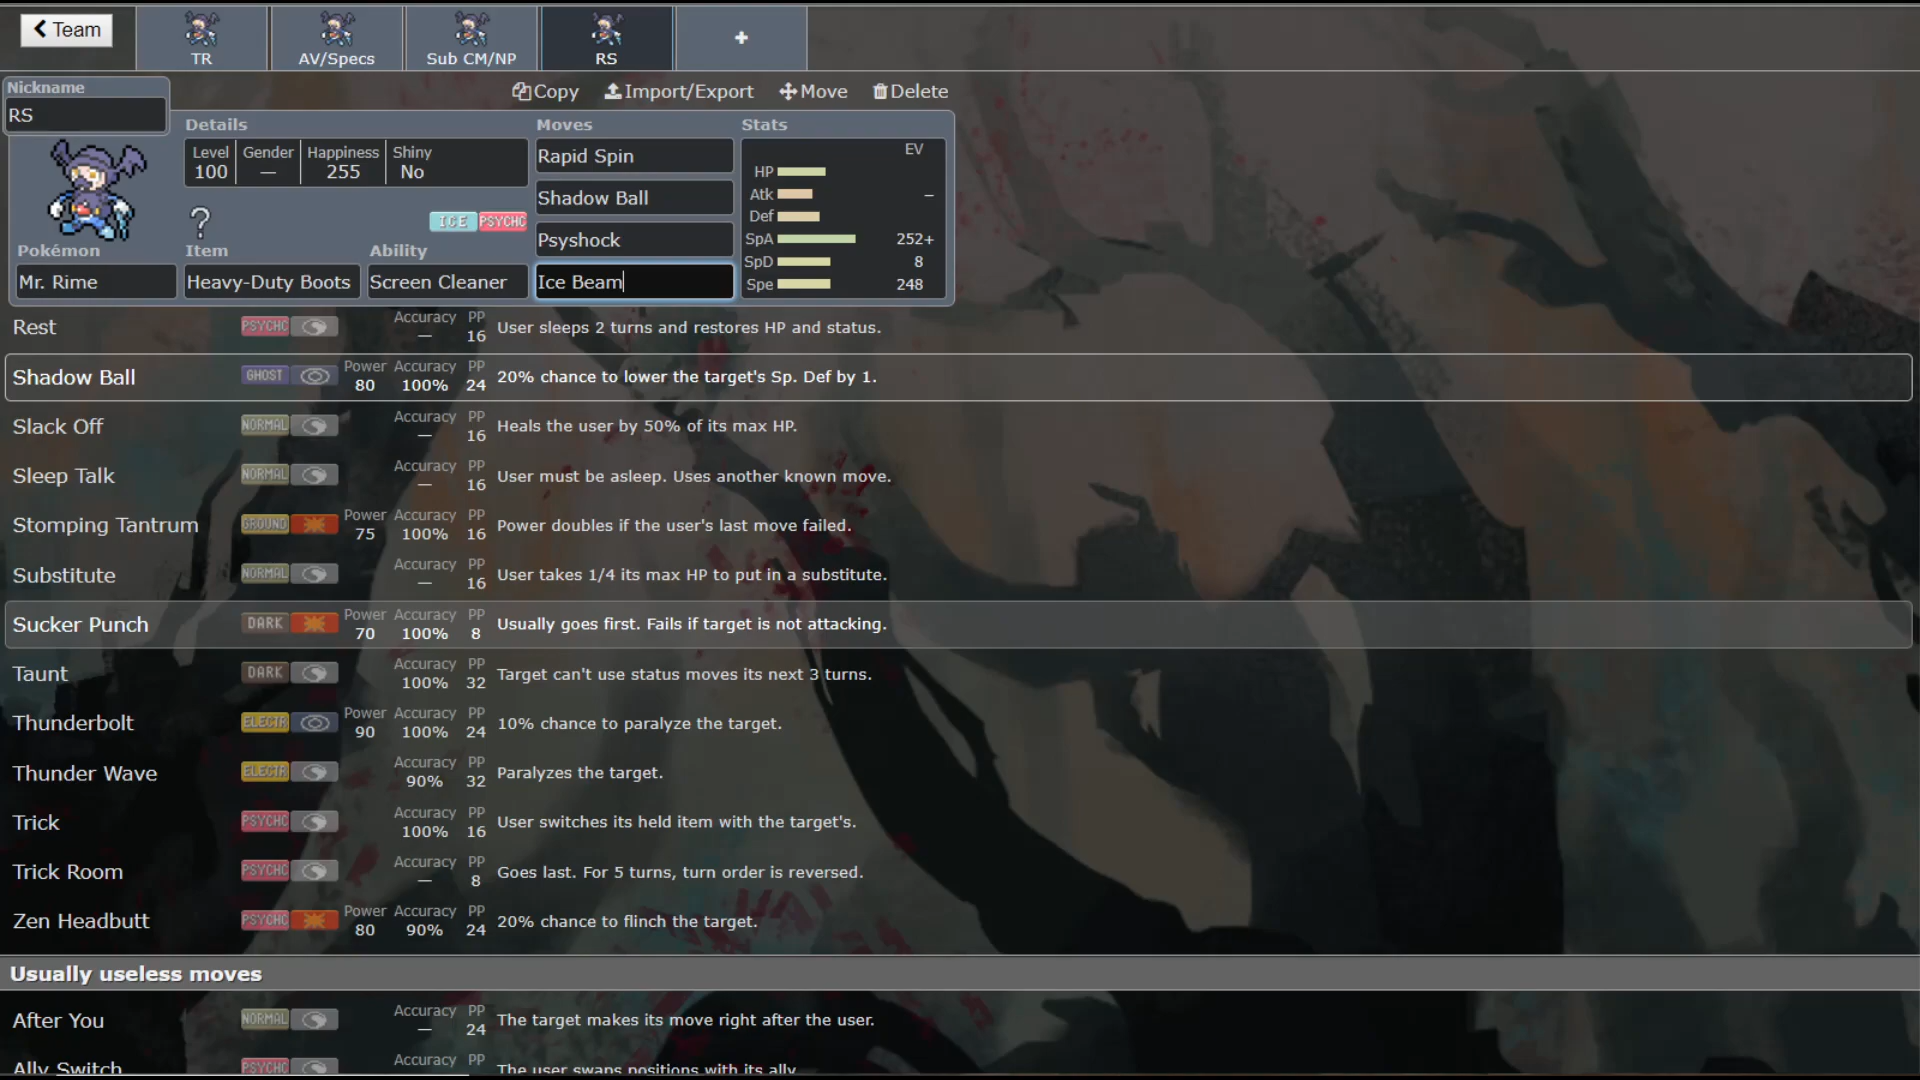 Team
TR
AV/Specs
Sub CM/NP
RS
+
Nickname
RS
Copy
Import/Export
Move
Delete
Details
Level
100
Gender
—
Happiness
255
Shiny
No
?
ICE
PSYCHC
Pokémon
Mr. Rime
Item
Heavy-Duty Boots
Ability
Screen Cleaner
Moves
Rapid Spin
Shadow Ball
Psyshock
Ice Beam
Stats
EV
HP
Atk –
Def
SpA 252+
SpD 8
Spe 248
Rest PSYCHC Accuracy — PP 16 User sleeps 2 turns and restores HP and status.
Shadow Ball GHOST Power 80 Accuracy 100% PP 24 20% chance to lower the target's Sp. Def by 1.
Slack Off NORMAL Accuracy — PP 16 Heals the user by 50% of its max HP.
Sleep Talk NORMAL Accuracy — PP 16 User must be asleep. Uses another known move.
Stomping Tantrum GROUND Power 75 Accuracy 100% PP 16 Power doubles if the user's last move failed.
Substitute NORMAL Accuracy — PP 16 User takes 1/4 its max HP to put in a substitute.
Sucker Punch DARK Power 70 Accuracy 100% PP 8 Usually goes first. Fails if target is not attacking.
Taunt DARK Accuracy 100% PP 32 Target can't use status moves its next 3 turns.
Thunderbolt ELECTR Power 90 Accuracy 100% PP 24 10% chance to paralyze the target.
Thunder Wave ELECTR Accuracy 90% PP 32 Paralyzes the target.
Trick PSYCHC Accuracy 100% PP 16 User switches its held item with the target's.
Trick Room PSYCHC Accuracy — PP 8 Goes last. For 5 turns, turn order is reversed.
Zen Headbutt PSYCHC Power 80 Accuracy 90% PP 24 20% chance to flinch the target.
Usually useless moves
After You NORMAL Accuracy — PP 24 The target makes its move right after the user.
Ally Switch PSYCHC Accuracy PP The user swaps positions with its ally.